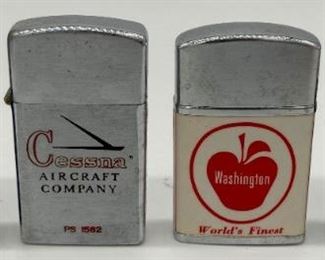 Cessna
AIRCRAFT
COMPANY
PS 1562
Washington
World's Finest